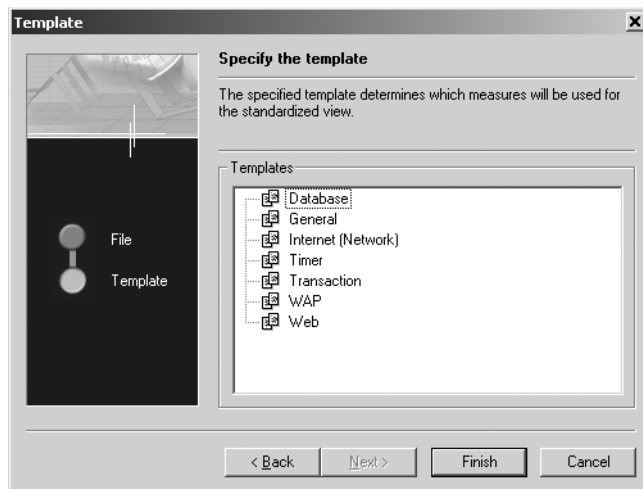 Template
Specify the template
The specified template determines which measures will be used for
the standardized view.
Templates
Database
General
Internet (Network)
Timer
Transaction
WAP
Web
File
Template
< Back
Next >
Finish
Cancel